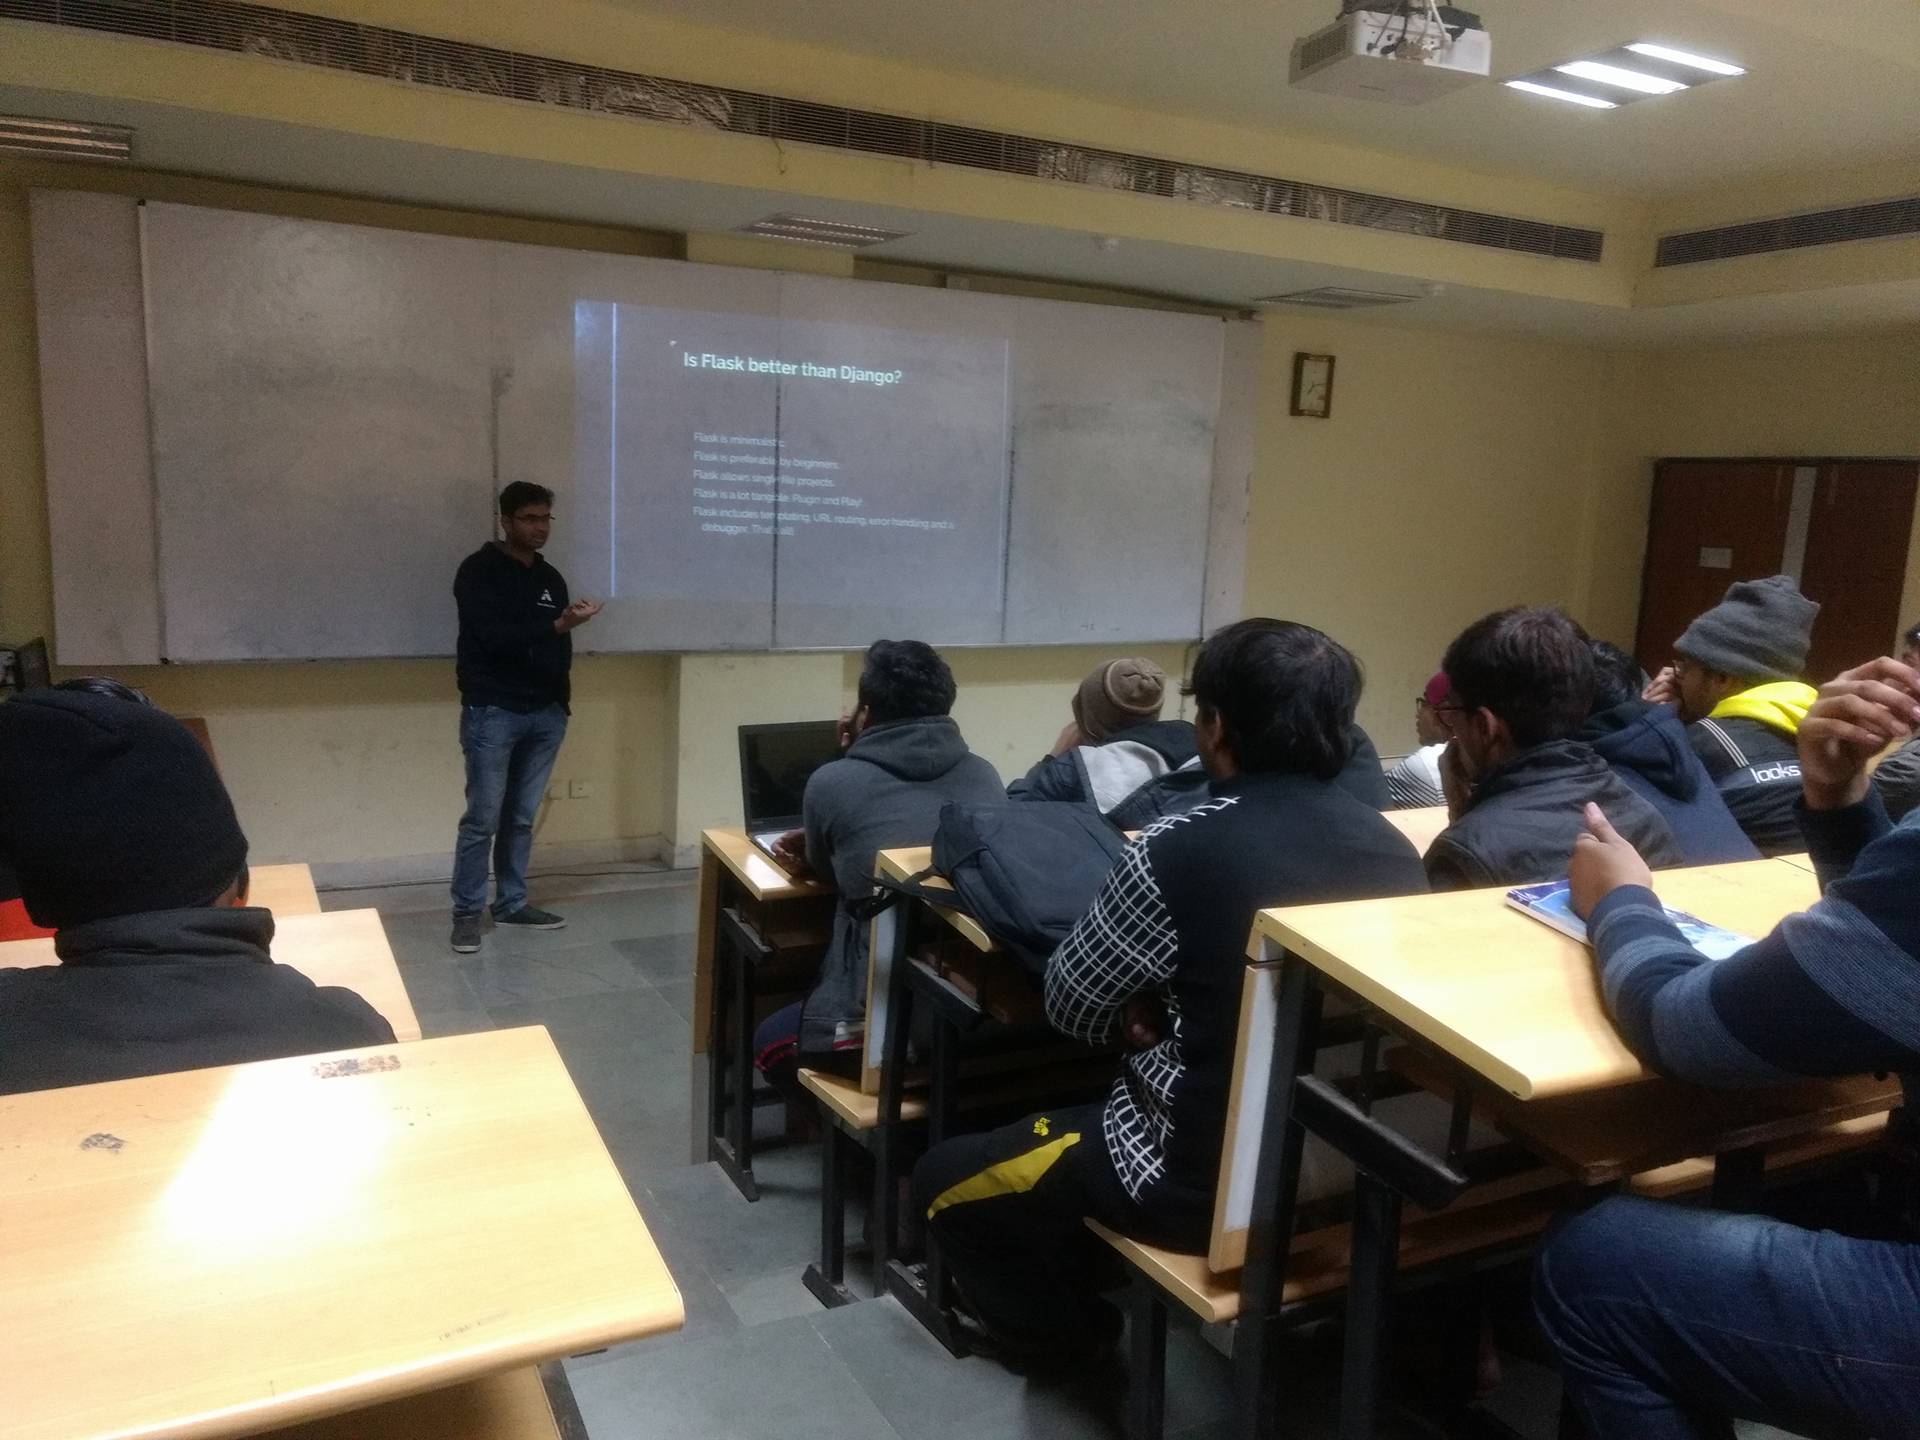 Is Flask better than Django?
Flask is minimalistic.
Flask is preferable by beginners.
Flask allows single file projects.
Flask is a lot tangible. Plugin and Play!
Flask includes templating, URL routing, error handling and a
debugger. That's all!
looks